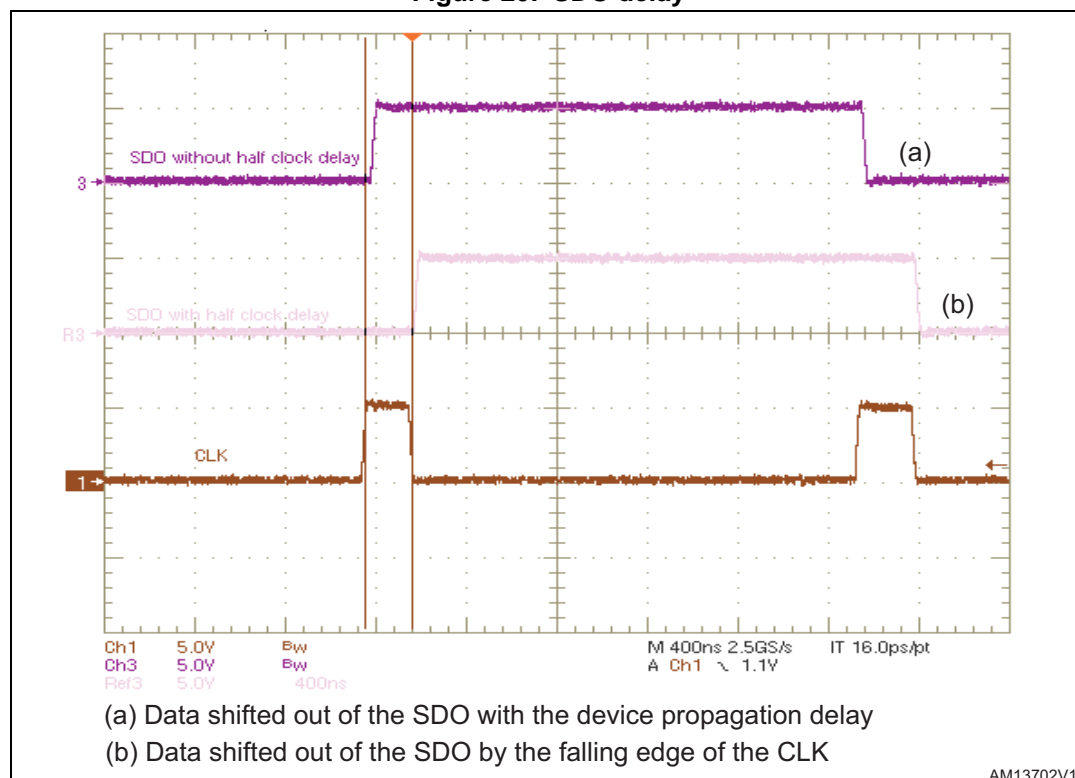 SDO without half clock delay
(a)
3
SDO with half clock delay
(b)
R3
CLK
1
Ch1 5.0V Bw M 400ns 2.5GS/s IT 16.0ps/pt
Ch3 5.0V Bw A Ch1 1.1V
Ref3 5.0V 400ns
(a) Data shifted out of the SDO with the device propagation delay
(b) Data shifted out of the SDO by the falling edge of the CLK
AM13702V1